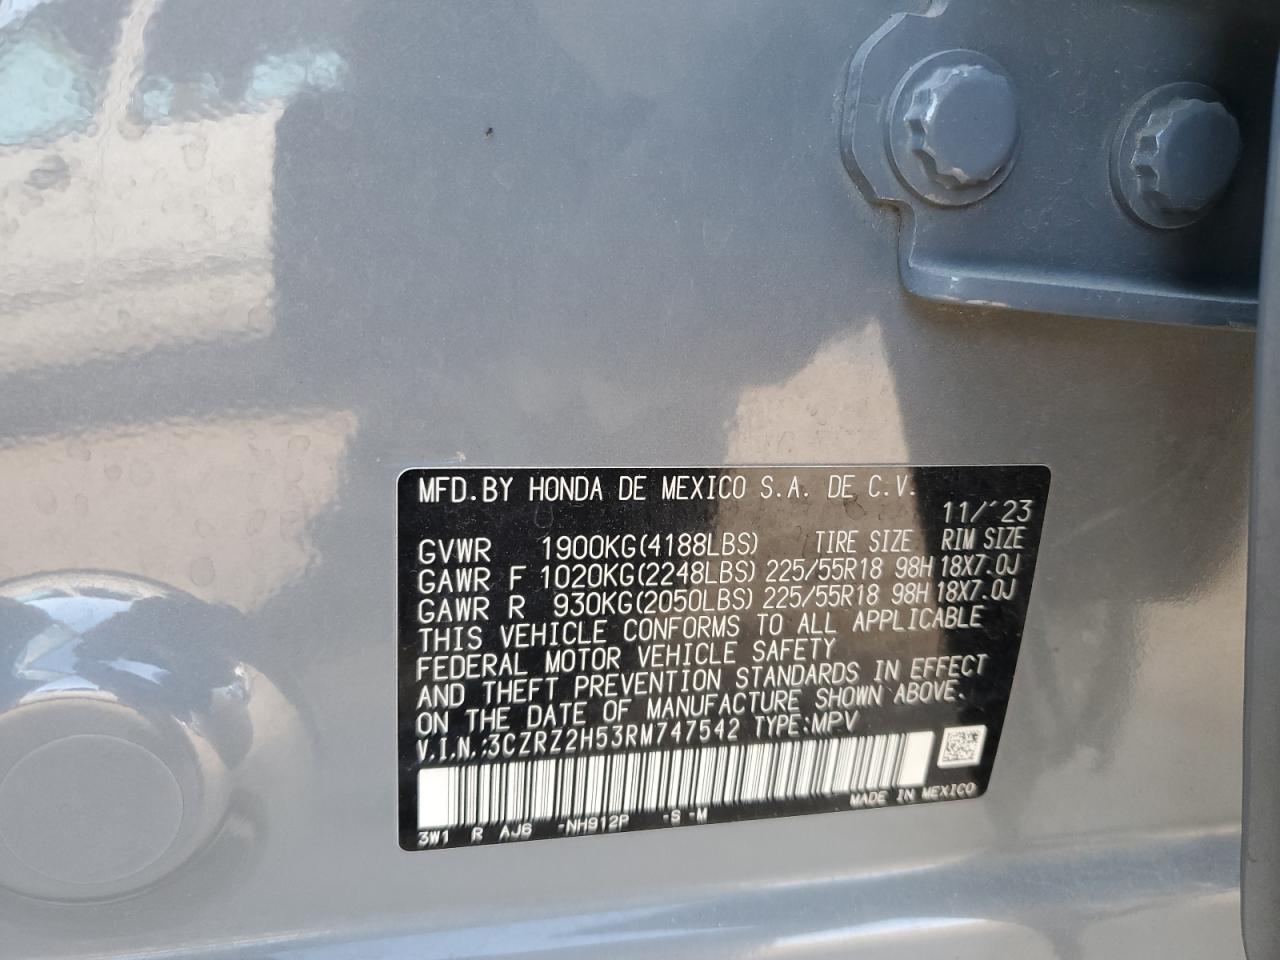 MFD.BY HONDA DE MEXICO S.A. DE C.V.
11/'23
GVWR 1900KG(4188LBS) TIRE SIZE RIM SIZE
GAWR F 1020KG(2248LBS) 225/55R18 98H 18X7.0J
GAWR R 930KG(2050LBS) 225/55R18 98H 18X7.0J
THIS VEHICLE CONFORMS TO ALL APPLICABLE
FEDERAL MOTOR VEHICLE SAFETY
AND THEFT PREVENTION STANDARDS IN EFFECT
ON THE DATE OF MANUFACTURE SHOWN ABOVE.
V.I.N.:3CZRZ2H53RM747542 TYPE:MPV
MADE IN MEXICO
3W1 R AJ6 -NH912P -S -M